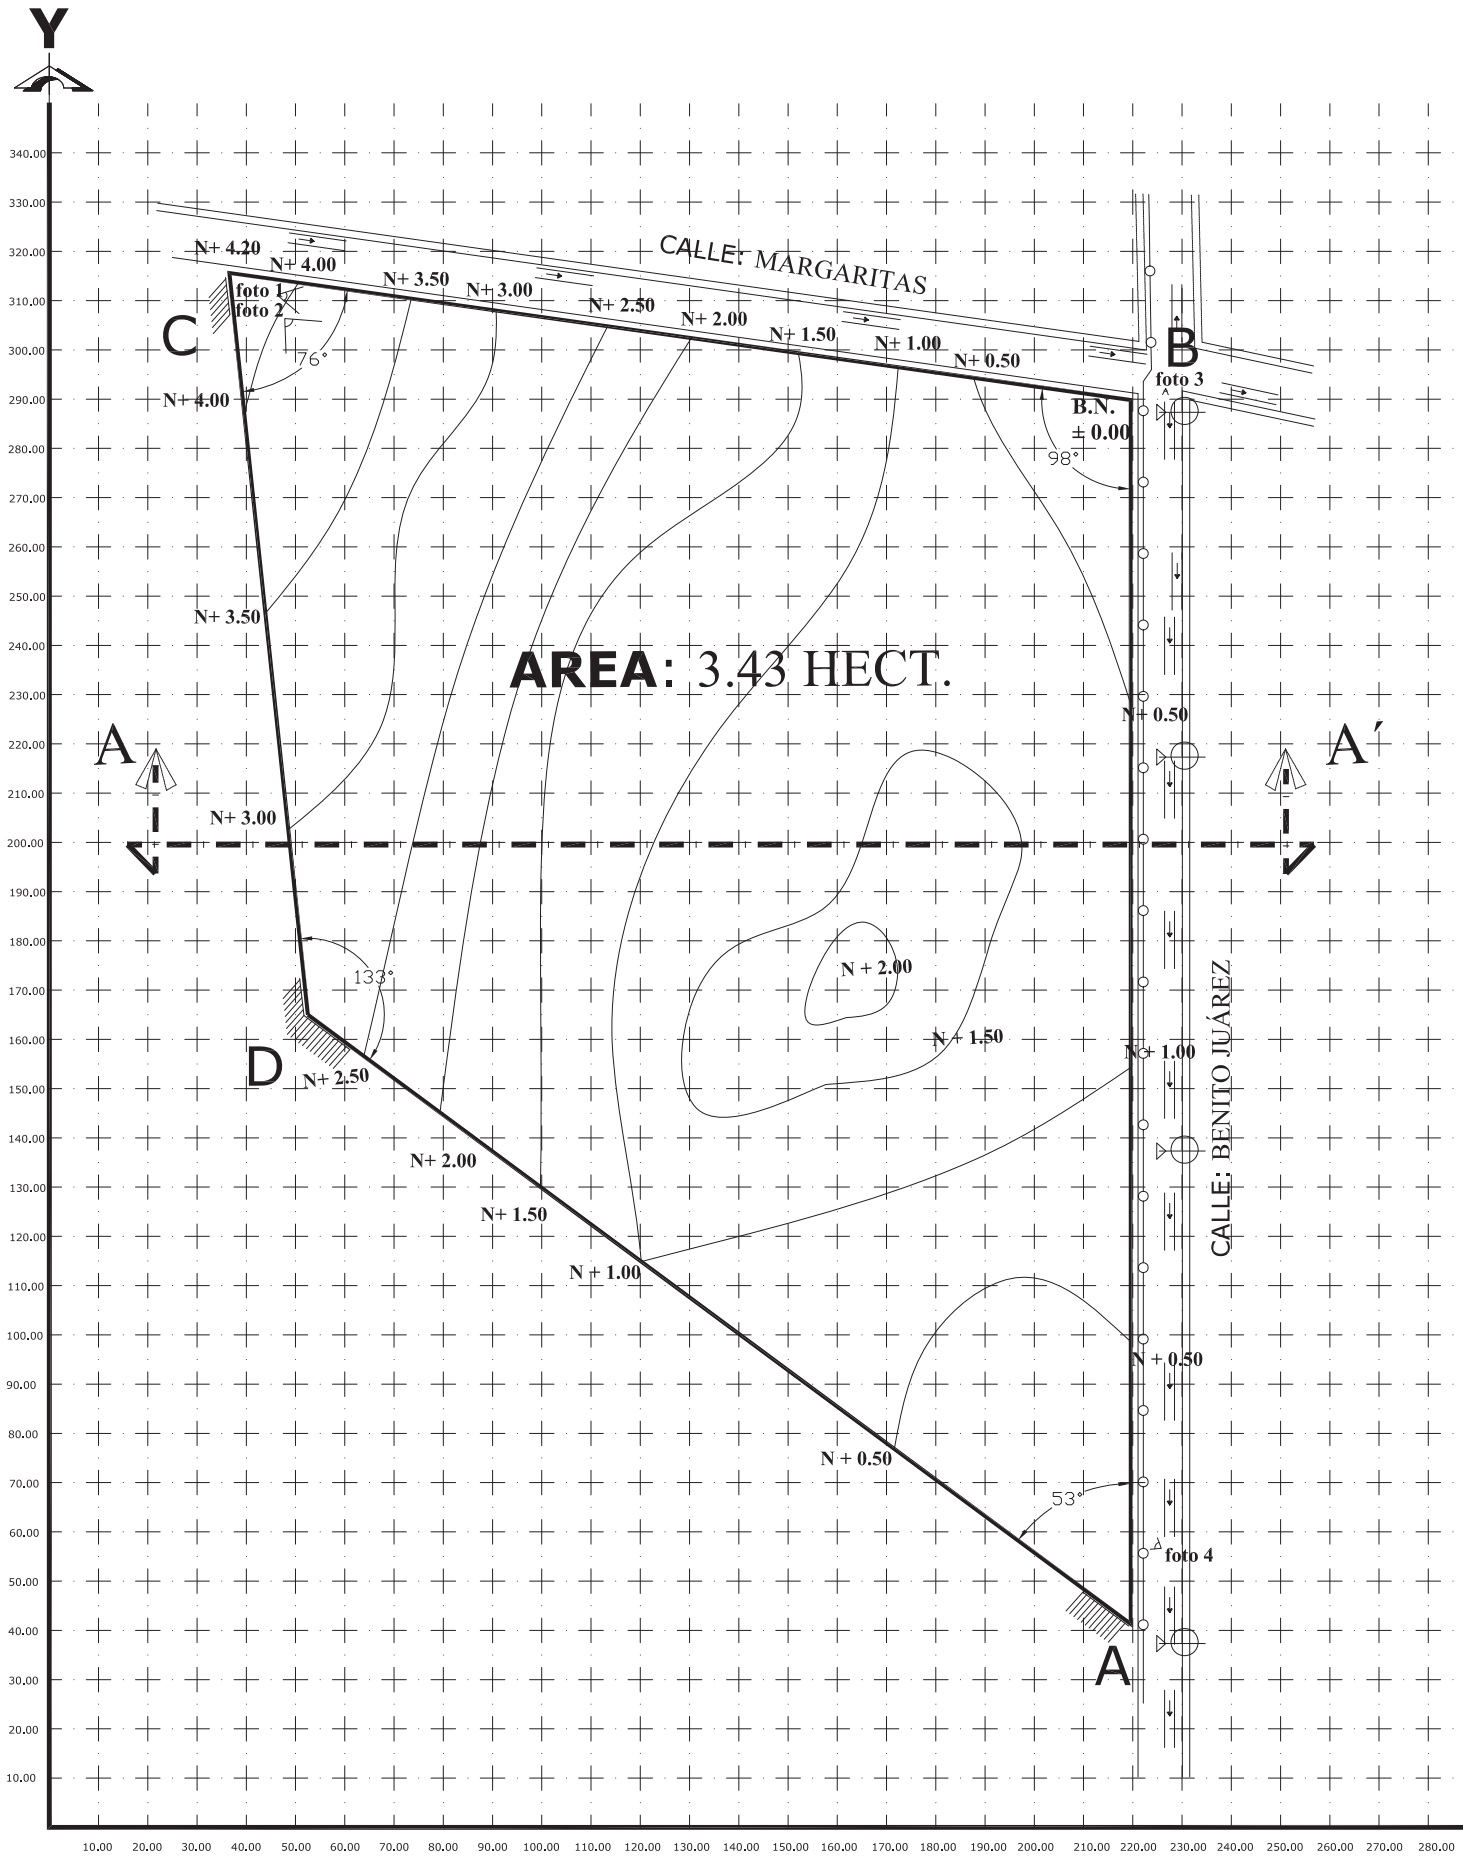 Y
340.00
330.00
320.00
310.00
300.00
290.00
280.00
270.00
260.00
250.00
240.00
230.00
220.00
210.00
200.00
190.00
180.00
170.00
160.00
150.00
140.00
130.00
120.00
110.00
100.00
90.00
80.00
70.00
60.00
50.00
40.00
30.00
20.00
10.00
CALLE: MARGARITAS
N+ 4.20
N+ 4.00
N+ 3.50
N+ 3.00
N+ 2.50
N+ 2.00
N+ 1.50
N+ 1.00
N+ 0.50
foto 1
foto 2
C
76°
B
foto 3
B.N.
± 0.00
98°
N+ 4.00
N+ 3.50
AREA: 3.43 HECT.
N+ 0.50
A
A´
N+ 3.00
133°
N + 2.00
N + 1.50
N + 1.00
CALLE: BENITO JUÁREZ
D
N+ 2.50
N+ 2.00
N+ 1.50
N + 1.00
N + 0.50
N + 0.50
53°
foto 4
A
10.00 20.00 30.00 40.00 50.00 60.00 70.00 80.00 90.00 100.00 110.00 120.00 130.00 140.00 150.00 160.00 170.00 180.00 190.00 200.00 210.00 220.00 230.00 240.00 250.00 260.00 270.00 280.00